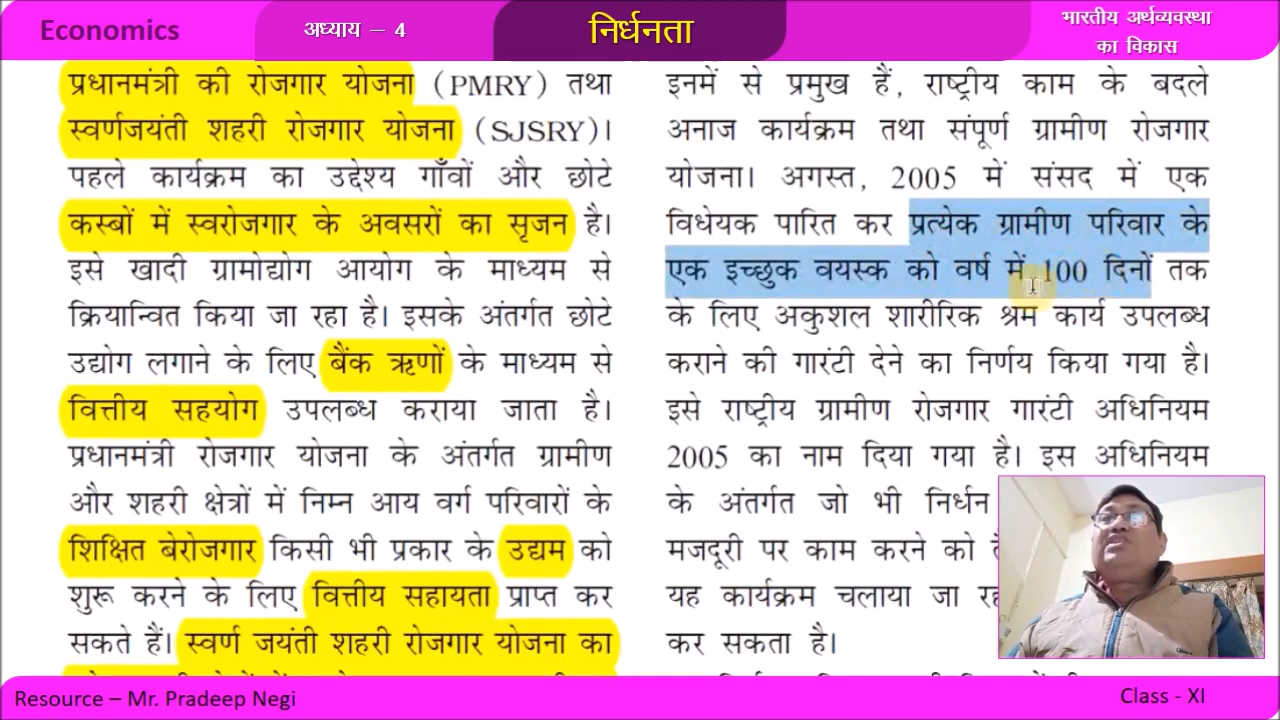 Economics
अध्याय – 4
निर्धनता
भारतीय अर्थव्यवस्था
का विकास
प्रधानमंत्री की रोजगार योजना (PMRY) तथा
स्वर्णजयंती शहरी रोजगार योजना (SJSRY)।
पहले कार्यक्रम का उद्देश्य गाँवों और छोटे
कस्बों में स्वरोजगार के अवसरों का सृजन है।
इसे खादी ग्रामोद्योग आयोग के माध्यम से
क्रियान्वित किया जा रहा है। इसके अंतर्गत छोटे
उद्योग लगाने के लिए बैंक ऋणों के माध्यम से
वित्तीय सहयोग उपलब्ध कराया जाता है।
प्रधानमंत्री रोजगार योजना के अंतर्गत ग्रामीण
और शहरी क्षेत्रों में निम्न आय वर्ग परिवारों के
शिक्षित बेरोजगार किसी भी प्रकार के उद्यम को
शुरू करने के लिए वित्तीय सहायता प्राप्त कर
सकते हैं। स्वर्ण जयंती शहरी रोजगार योजना का
इनमें से प्रमुख हैं, राष्ट्रीय काम के बदले
अनाज कार्यक्रम तथा संपूर्ण ग्रामीण रोजगार
योजना। अगस्त, 2005 में संसद में एक
विधेयक पारित कर प्रत्येक ग्रामीण परिवार के
एक इच्छुक वयस्क को वर्ष में 100 दिनों तक
के लिए अकुशल शारीरिक श्रम कार्य उपलब्ध
कराने की गारंटी देने का निर्णय किया गया है।
इसे राष्ट्रीय ग्रामीण रोजगार गारंटी अधिनियम
2005 का नाम दिया गया है। इस अधिनियम
के अंतर्गत जो भी निर्धन
मजदूरी पर काम करने को
यह कार्यक्रम चलाया जा
कर सकता है।
Resource – Mr. Pradeep Negi
Class - XI